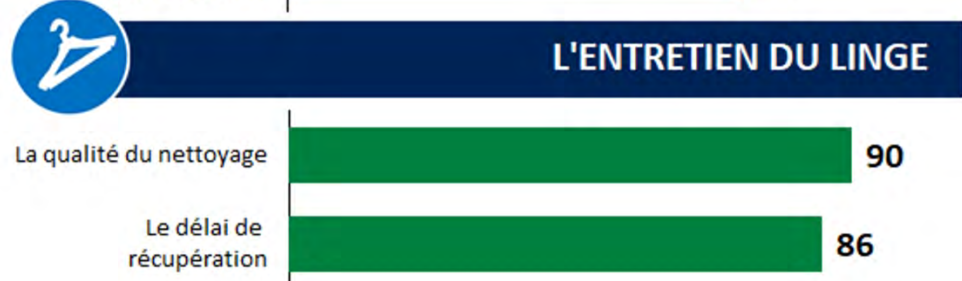 L'ENTRETIEN DU LINGE
La qualité du nettoyage
90
Le délai de
récupération
86